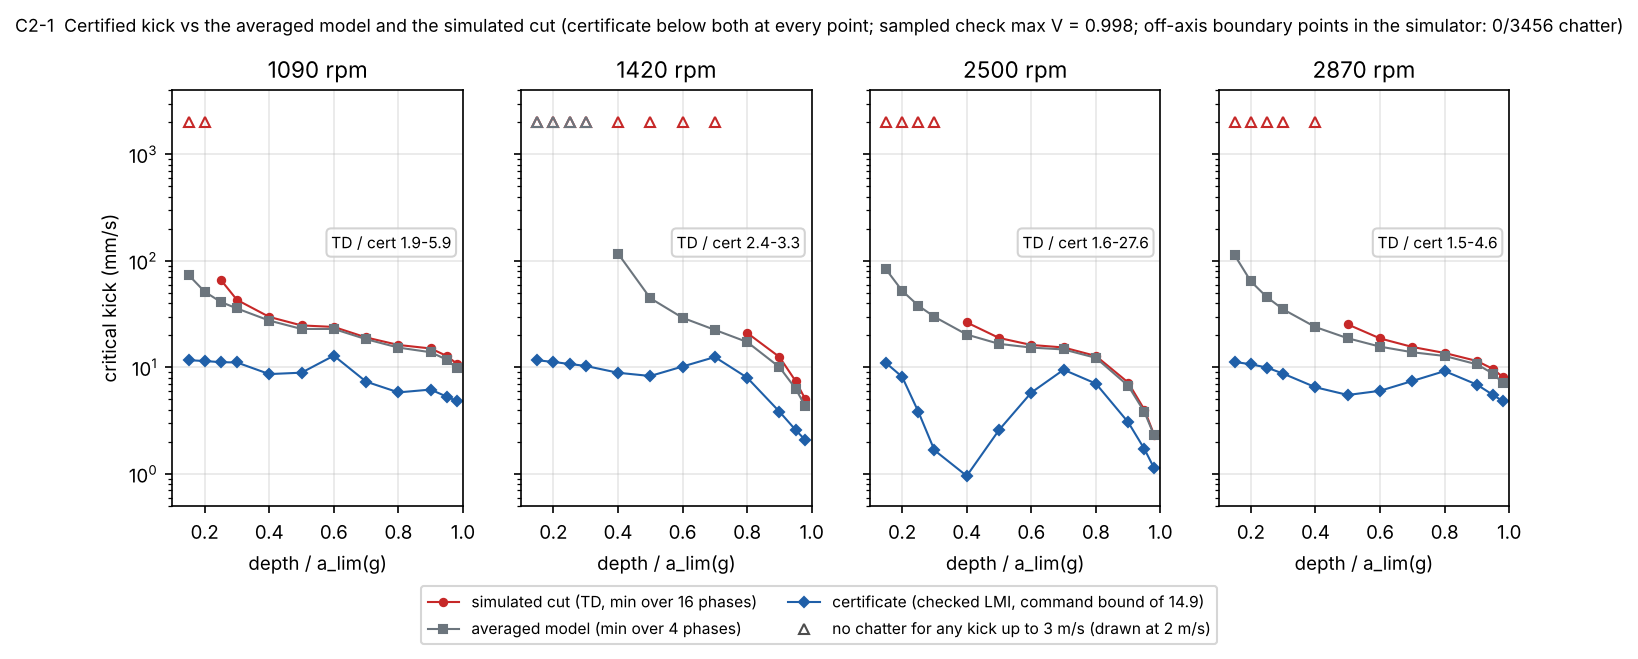 C2-1 Certified kick vs the averaged model and the simulated cut (certificate below both at every point; sampled check max V = 0.998; off-axis boundary points in the simulator: 0/3456 chatter)
1090 rpm
1420 rpm
2500 rpm
2870 rpm
critical kick (mm/s)
10³
10²
10¹
10⁰
TD / cert 1.9-5.9
TD / cert 2.4-3.3
TD / cert 1.6-27.6
TD / cert 1.5-4.6
0.2 0.4 0.6 0.8 1.0
0.2 0.4 0.6 0.8 1.0
0.2 0.4 0.6 0.8 1.0
0.2 0.4 0.6 0.8 1.0
depth / a_lim(g)
depth / a_lim(g)
depth / a_lim(g)
depth / a_lim(g)
simulated cut (TD, min over 16 phases)
averaged model (min over 4 phases)
certificate (checked LMI, command bound of 14.9)
no chatter for any kick up to 3 m/s (drawn at 2 m/s)